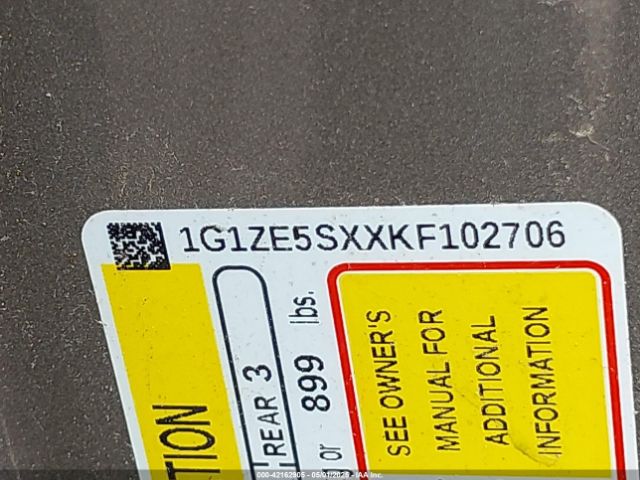 1G1ZE5SXXKF102706
TION
REAR 3
or 899 lbs.
SEE OWNER'S
MANUAL FOR
ADDITIONAL
INFORMATION
000-42162905 - 05/01/2025 - IAA Inc.